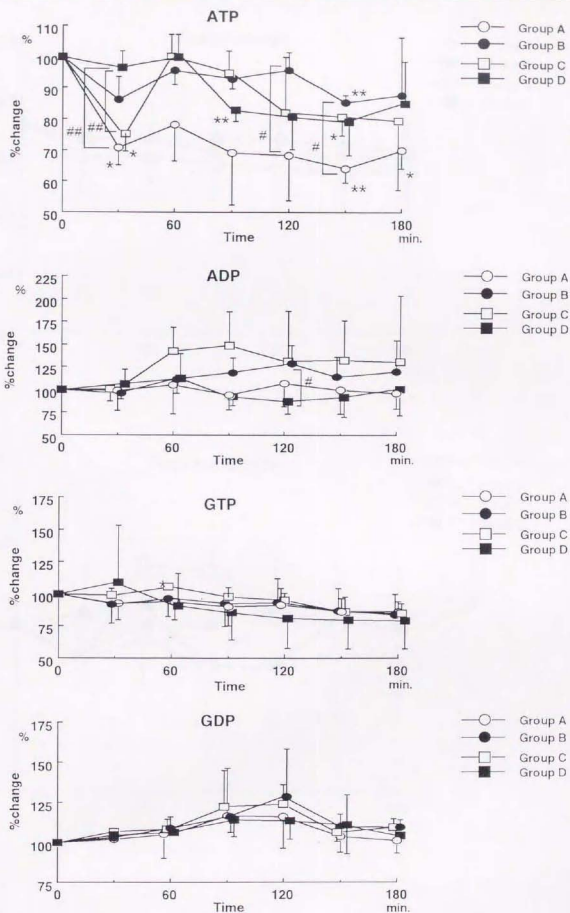 ATP
%
110
100
90
80
70
60
50
%change
##
##
*
*
**
#
#
*
**
**
*
0
60
120
180
Time
min.
Group A
Group B
Group C
Group D
ADP
%
225
200
175
150
125
100
75
50
%change
#
0
60
120
180
Time
min.
Group A
Group B
Group C
Group D
GTP
%
175
150
125
100
75
50
%change
*
0
60
120
180
Time
min.
Group A
Group B
Group C
Group D
GDP
%
175
150
125
100
75
%change
0
60
120
180
Time
min.
Group A
Group B
Group C
Group D